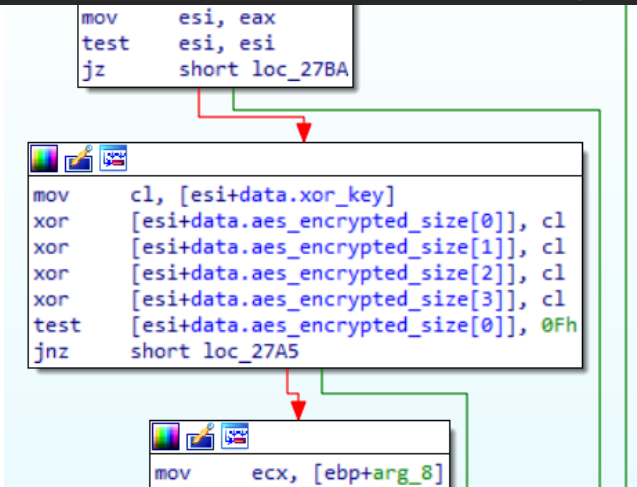 mov esi, eax
test esi, esi
jz short loc_27BA
mov cl, [esi+data.xor_key]
xor [esi+data.aes_encrypted_size[0]], cl
xor [esi+data.aes_encrypted_size[1]], cl
xor [esi+data.aes_encrypted_size[2]], cl
xor [esi+data.aes_encrypted_size[3]], cl
test [esi+data.aes_encrypted_size[0]], 0Fh
jnz short loc_27A5
mov ecx, [ebp+arg_8]